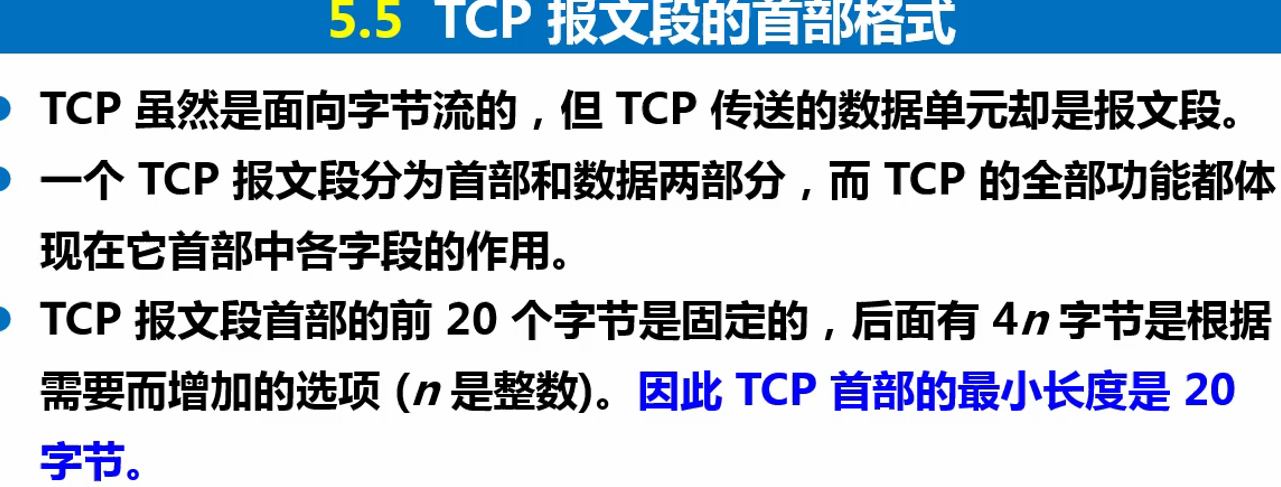 5.5 TCP 报文段的首部格式
TCP 虽然是面向字节流的，但 TCP 传送的数据单元却是报文段。
一个 TCP 报文段分为首部和数据两部分，而 TCP 的全部功能都体
现在它首部中各字段的作用。
TCP 报文段首部的前 20 个字节是固定的，后面有 4n 字节是根据
需要而增加的选项 (n 是整数)。因此 TCP 首部的最小长度是 20
字节。